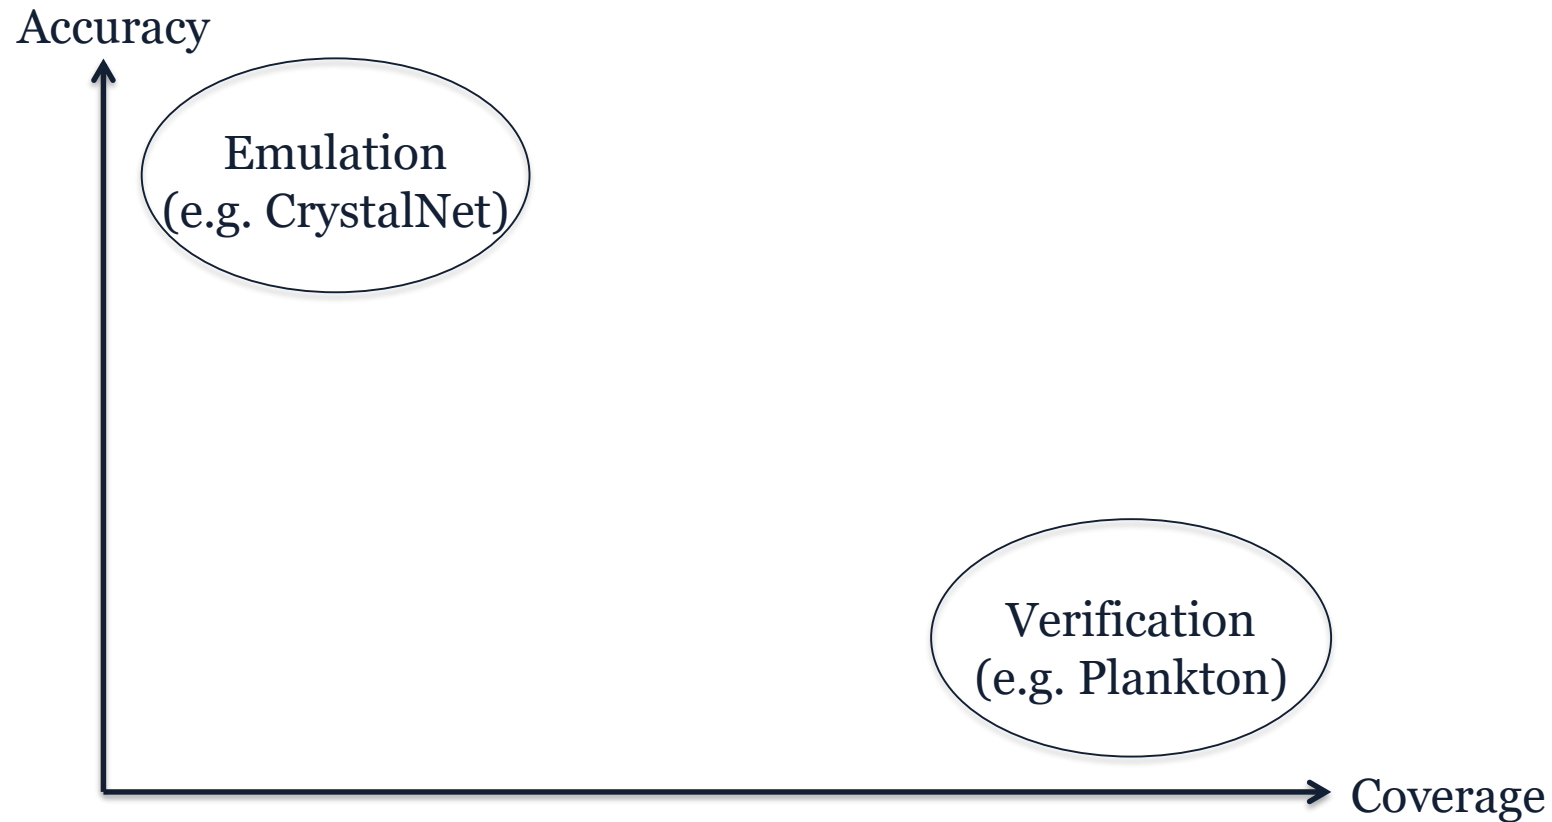 Accuracy
Emulation
(e.g. CrystalNet)
Verification
(e.g. Plankton)
Coverage